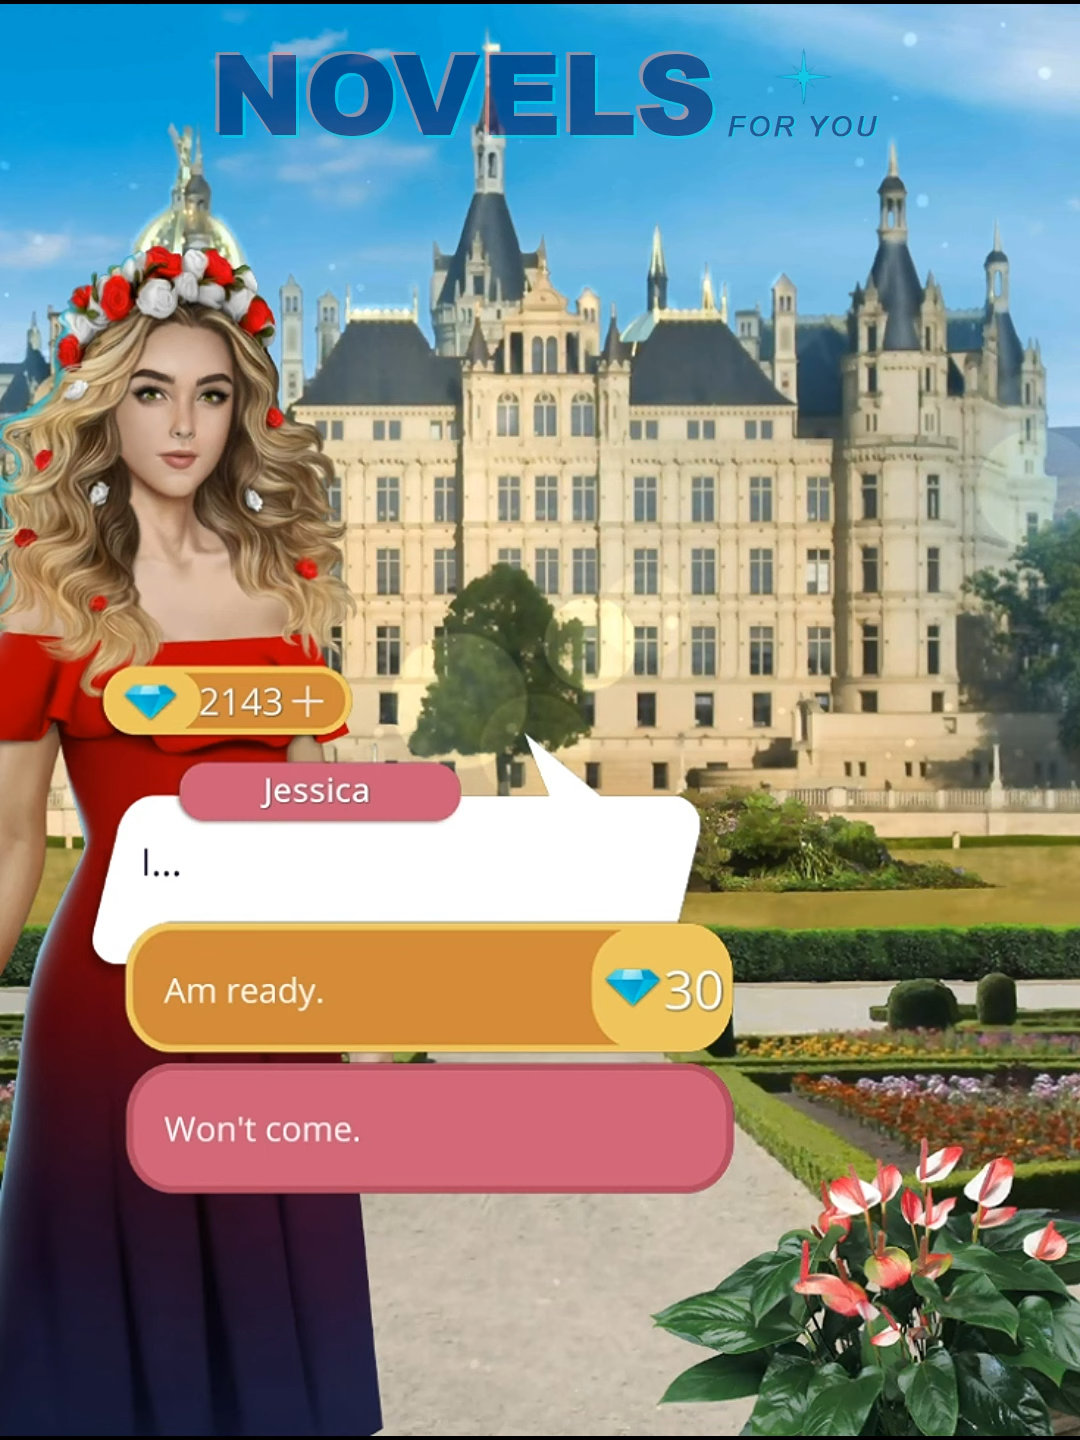 NOVELS
FOR YOU
2143 +
Jessica
I...
Am ready.
30
Won't come.